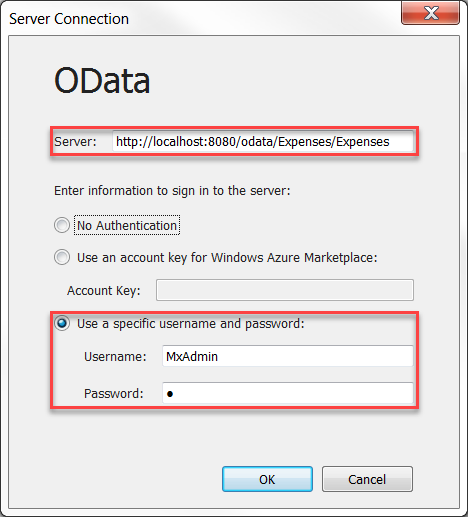 Server Connection
OData
Server: http://localhost:8080/odata/Expenses/Expenses
Enter information to sign in to the server:
No Authentication
Use an account key for Windows Azure Marketplace:
Account Key:
Use a specific username and password:
Username: MxAdmin
Password: ●
OK Cancel